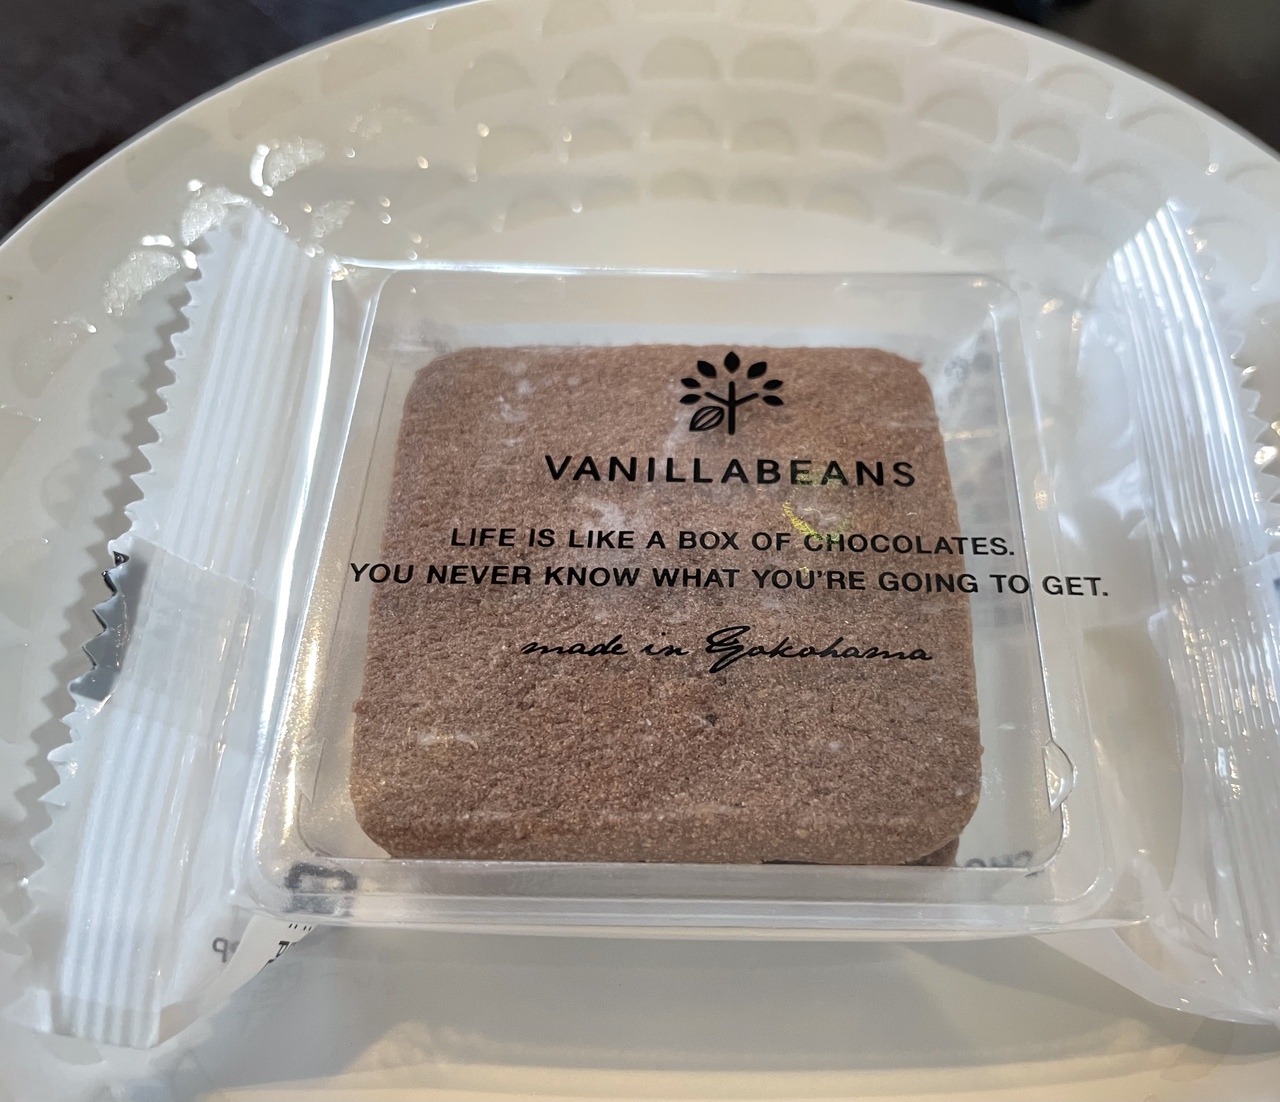 VANILLABEANS
LIFE IS LIKE A BOX OF CHOCOLATES.
YOU NEVER KNOW WHAT YOU'RE GOING TO GET.
made in Yokohama